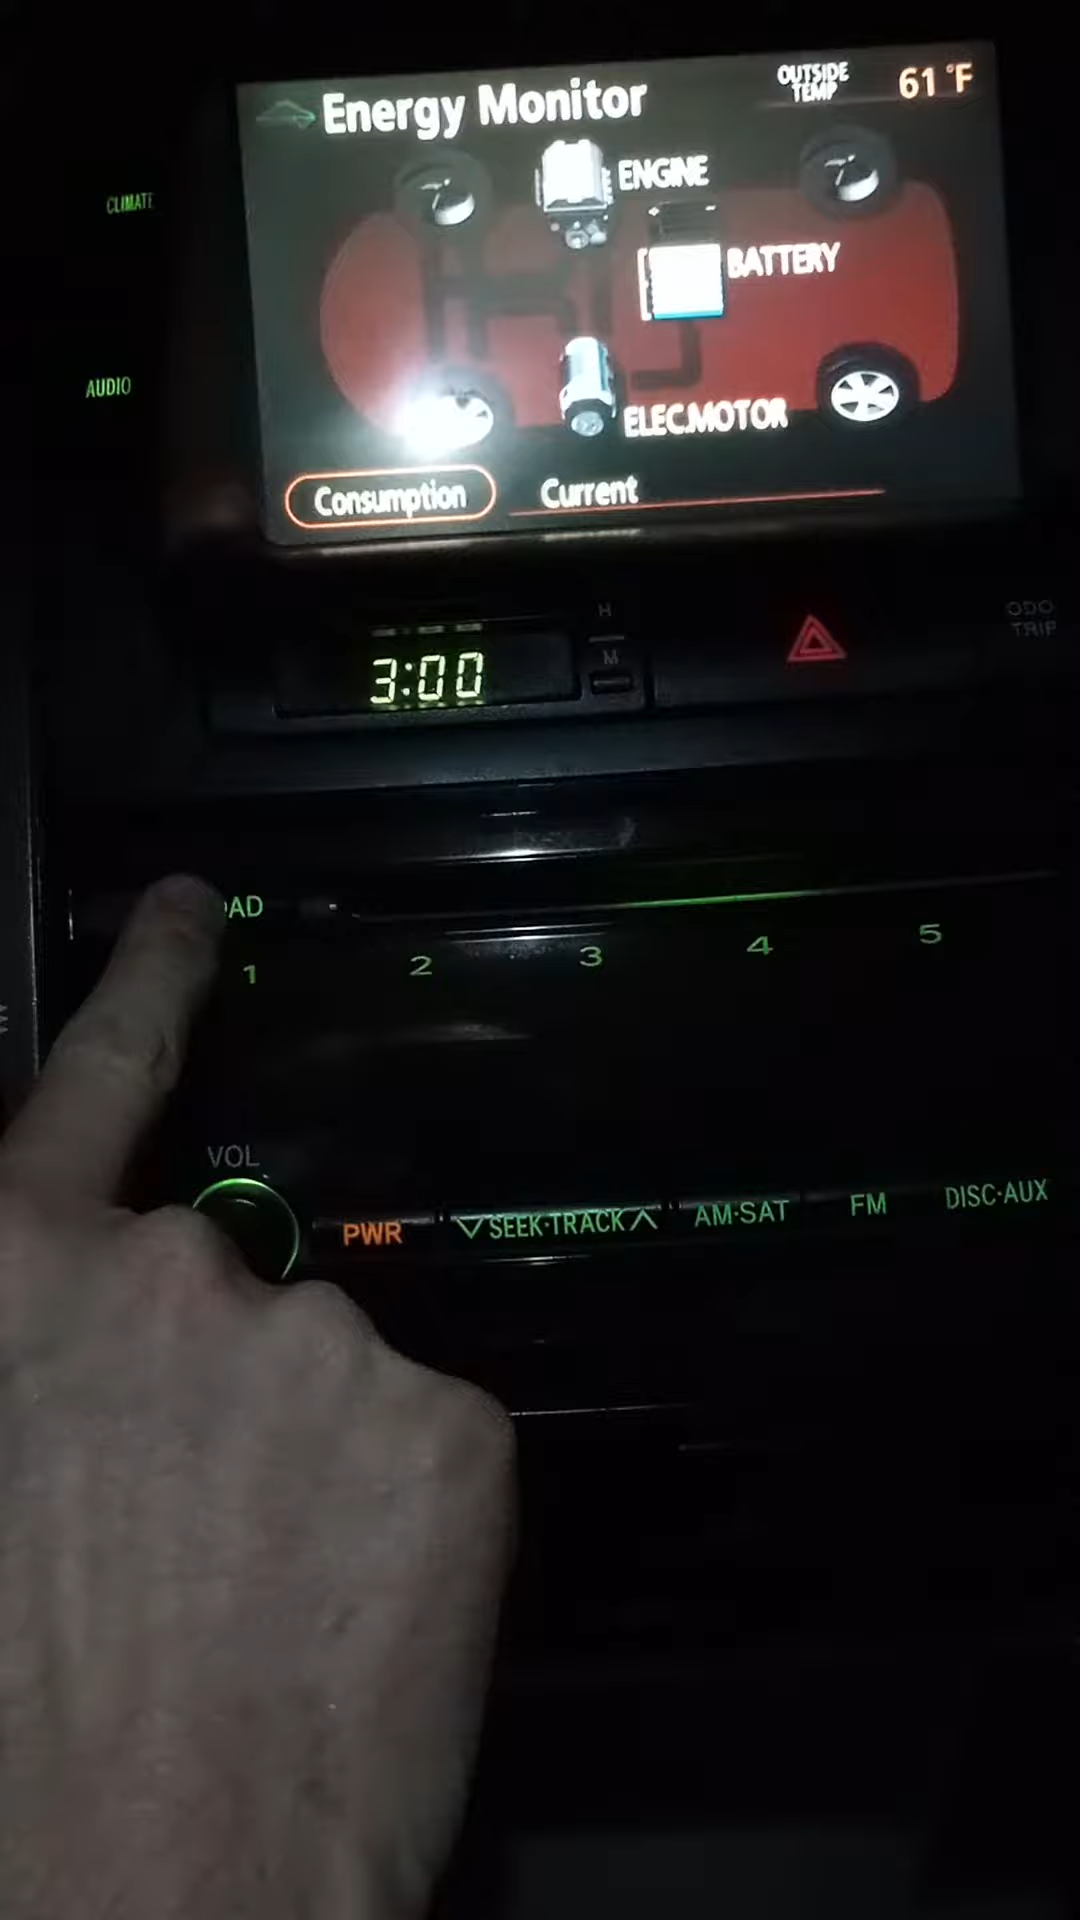 Energy Monitor
OUTSIDE TEMP
61°F
CLIMATE
ENGINE
BATTERY
AUDIO
ELEC.MOTOR
Consumption
Current
H
M
3:00
ODO
TRIP
AD
1 2 3 4 5
VOL
PWR
SEEK·TRACK
AM·SAT
FM
DISC·AUX